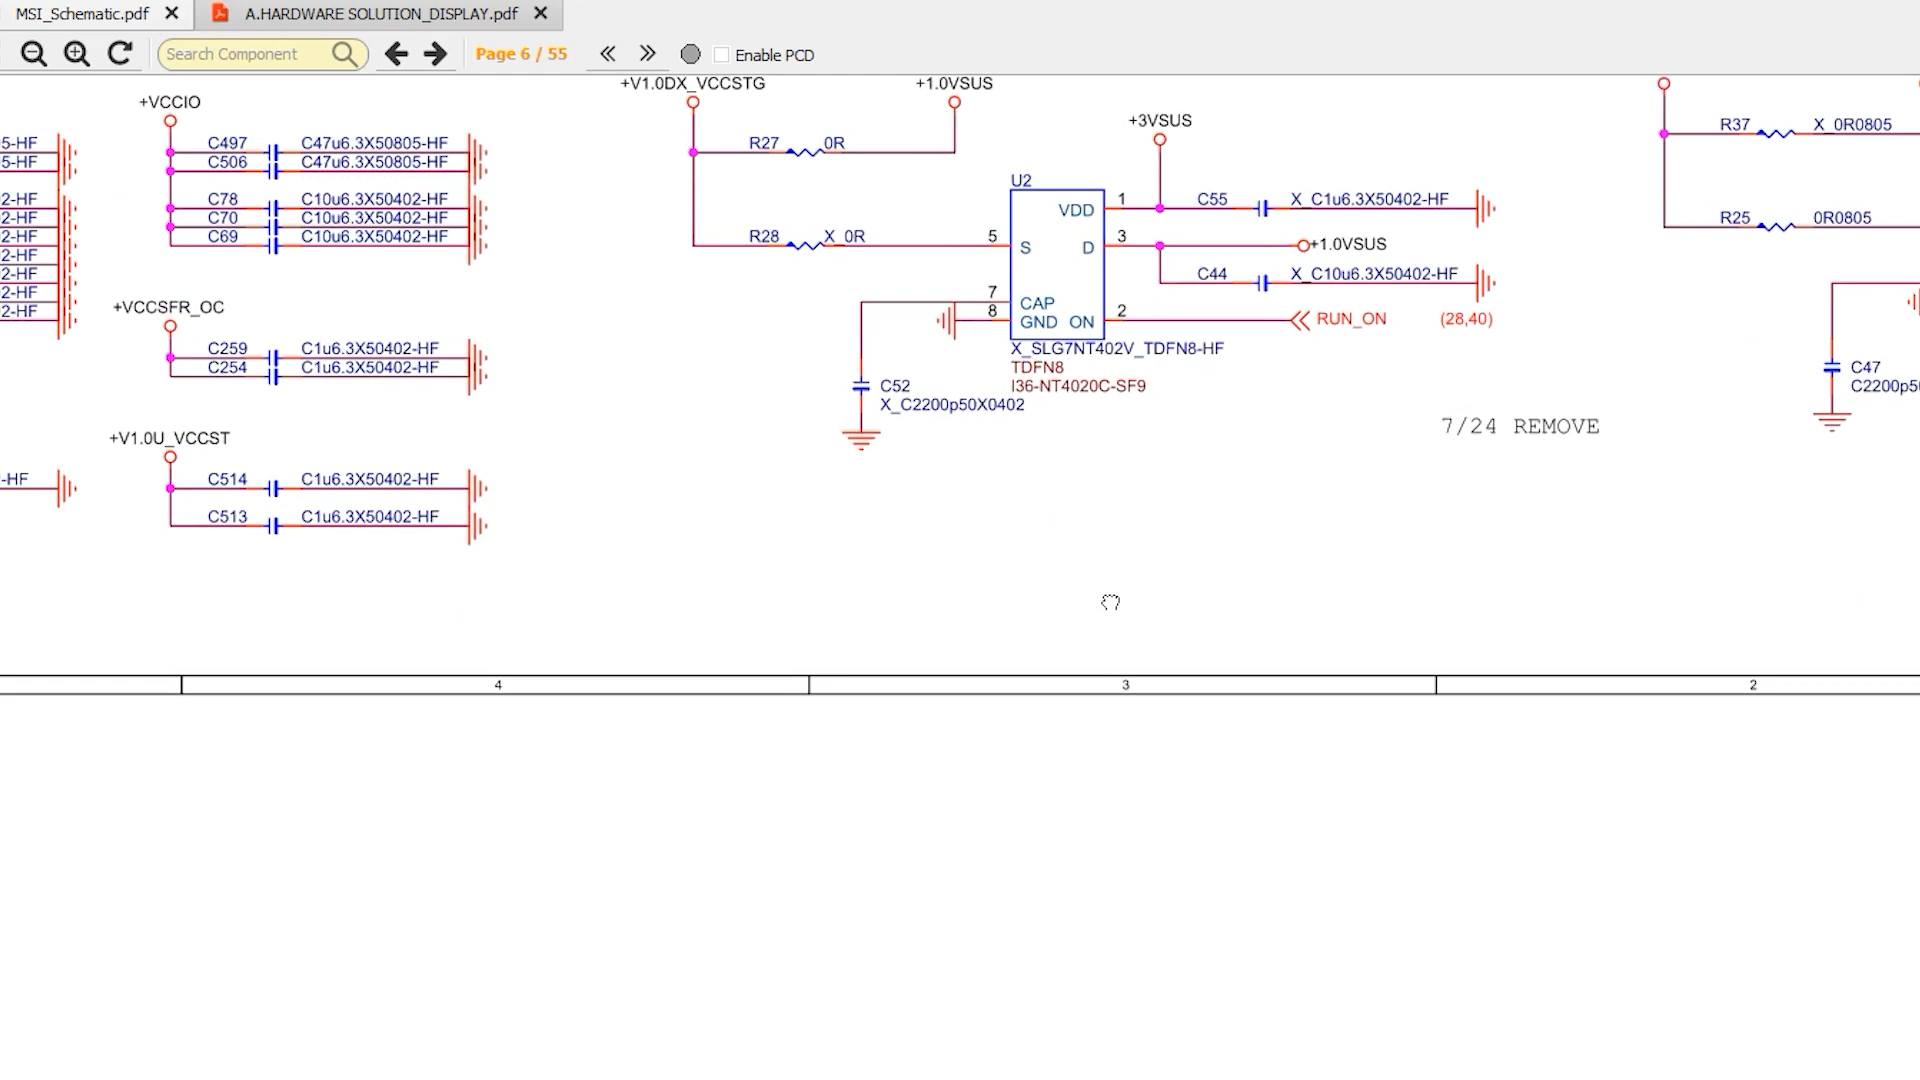 MSI_Schematic.pdf
A.HARDWARE SOLUTION_DISPLAY.pdf
Search Component
Page 6 / 55
Enable PCD
+VCCIO
C497 C47u6.3X50805-HF
C506 C47u6.3X50805-HF
C78 C10u6.3X50402-HF
C70 C10u6.3X50402-HF
C69 C10u6.3X50402-HF
5-HF
5-HF
2-HF
2-HF
2-HF
2-HF
2-HF
2-HF
2-HF
-HF
+VCCSFR_OC
C259 C1u6.3X50402-HF
C254 C1u6.3X50402-HF
+V1.0U_VCCST
C514 C1u6.3X50402-HF
C513 C1u6.3X50402-HF
+V1.0DX_VCCSTG
+1.0VSUS
R27 0R
R28 X_0R
+3VSUS
U2
VDD 1
C55 X_C1u6.3X50402-HF
5 S D 3
+1.0VSUS
C44 X_C10u6.3X50402-HF
7 CAP
8 GND ON 2
RUN_ON (28,40)
X_SLG7NT402V_TDFN8-HF
TDFN8
I36-NT4020C-SF9
C52
X_C2200p50X0402
7/24 REMOVE
R37 X_0R0805
R25 0R0805
C47
C2200p50
4
3
2